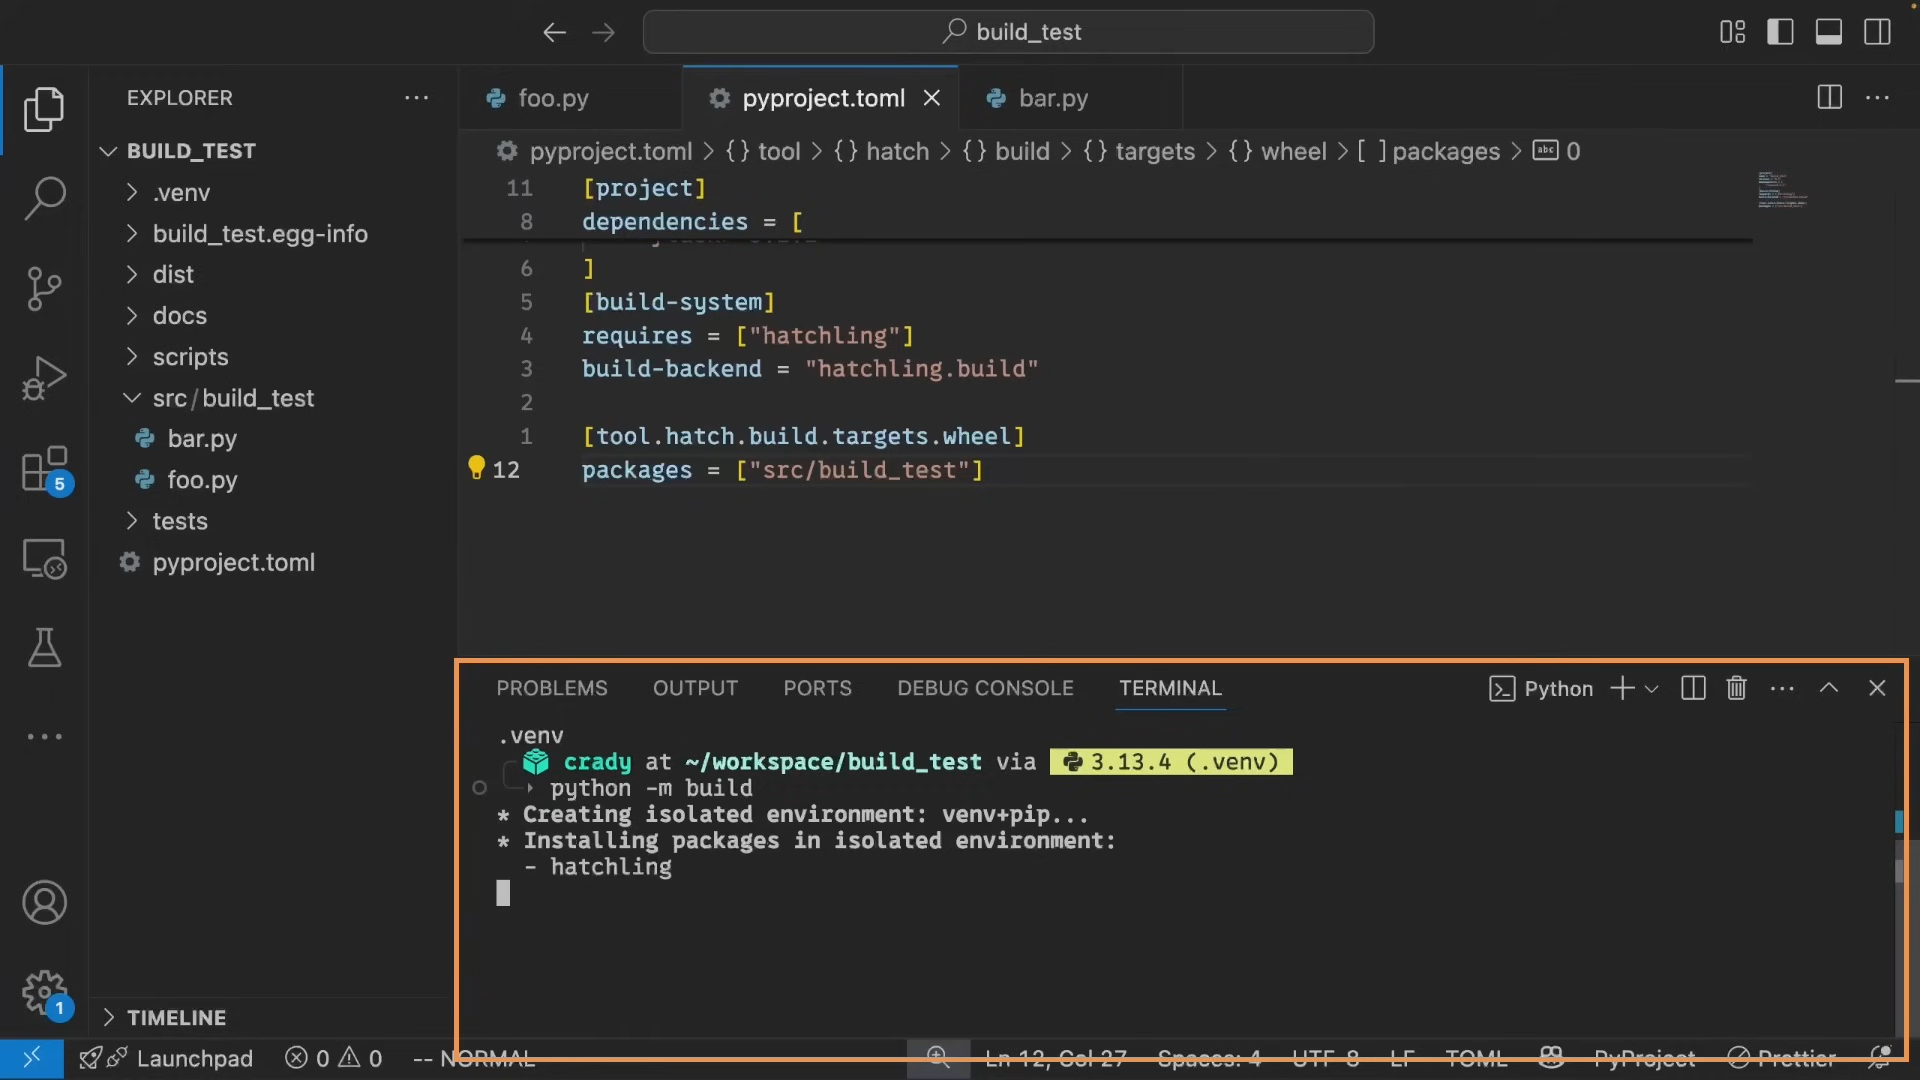 build_test
EXPLORER
BUILD_TEST
.venv
build_test.egg-info
dist
docs
scripts
src/build_test
bar.py
foo.py
tests
pyproject.toml
TIMELINE
5
1
foo.py
pyproject.toml
bar.py
pyproject.toml > {} tool > {} hatch > {} build > {} targets > {} wheel > [ ] packages > abc 0
11 [project]
8 dependencies = [
6 ]
5 [build-system]
4 requires = ["hatchling"]
3 build-backend = "hatchling.build"
2
1 [tool.hatch.build.targets.wheel]
12 packages = ["src/build_test"]
PROBLEMS OUTPUT PORTS DEBUG CONSOLE TERMINAL Python
.venv
crady at ~/workspace/build_test via 3.13.4 (.venv)
python -m build
* Creating isolated environment: venv+pip...
* Installing packages in isolated environment:
- hatchling
Launchpad 0 0 -- NORMAL Ln 12, Col 27 Spaces: 4 UTF-8 LF TOML PyProject Prettier